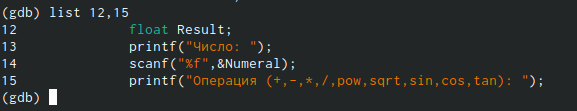 (gdb) list 12,15
12              float Result;
13              printf("Число: ");
14              scanf("%f",&Numeral);
15              printf("Операция (+,-,*,/,pow,sqrt,sin,cos,tan): ");
(gdb)